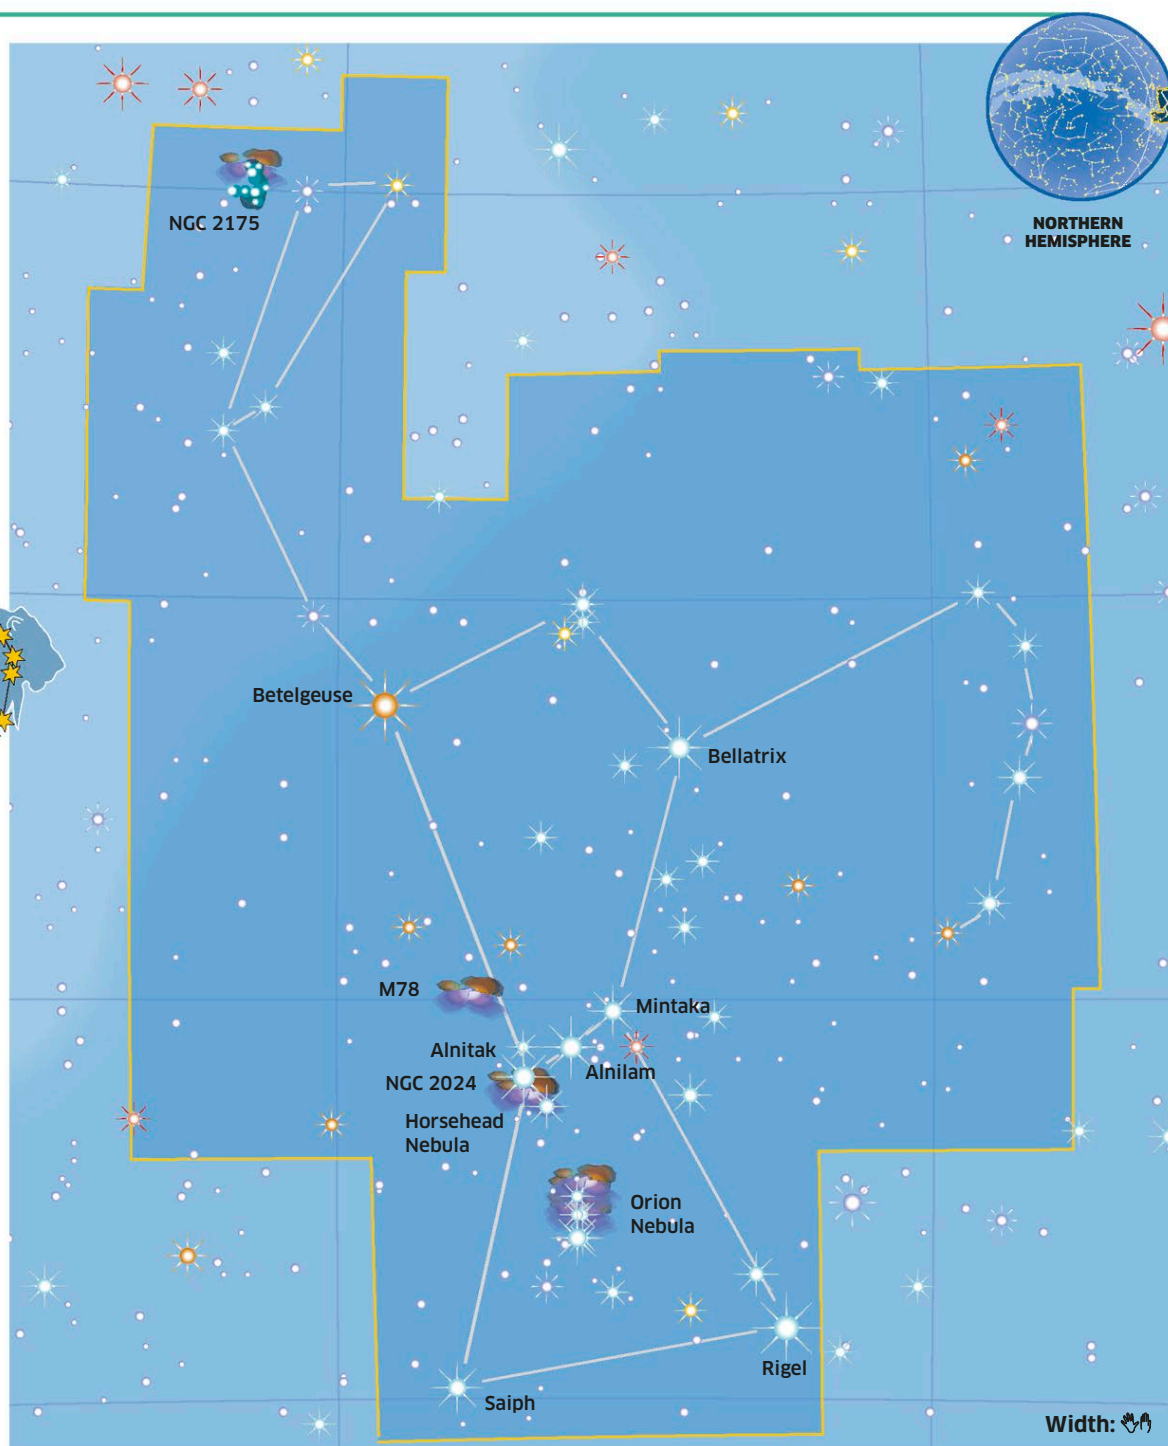 NORTHERN
HEMISPHERE
NGC 2175
Betelgeuse
Bellatrix
M78
Mintaka
Alnitak
Alnilam
NGC 2024
Horsehead
Nebula
Orion
Nebula
Rigel
Saiph
Width: